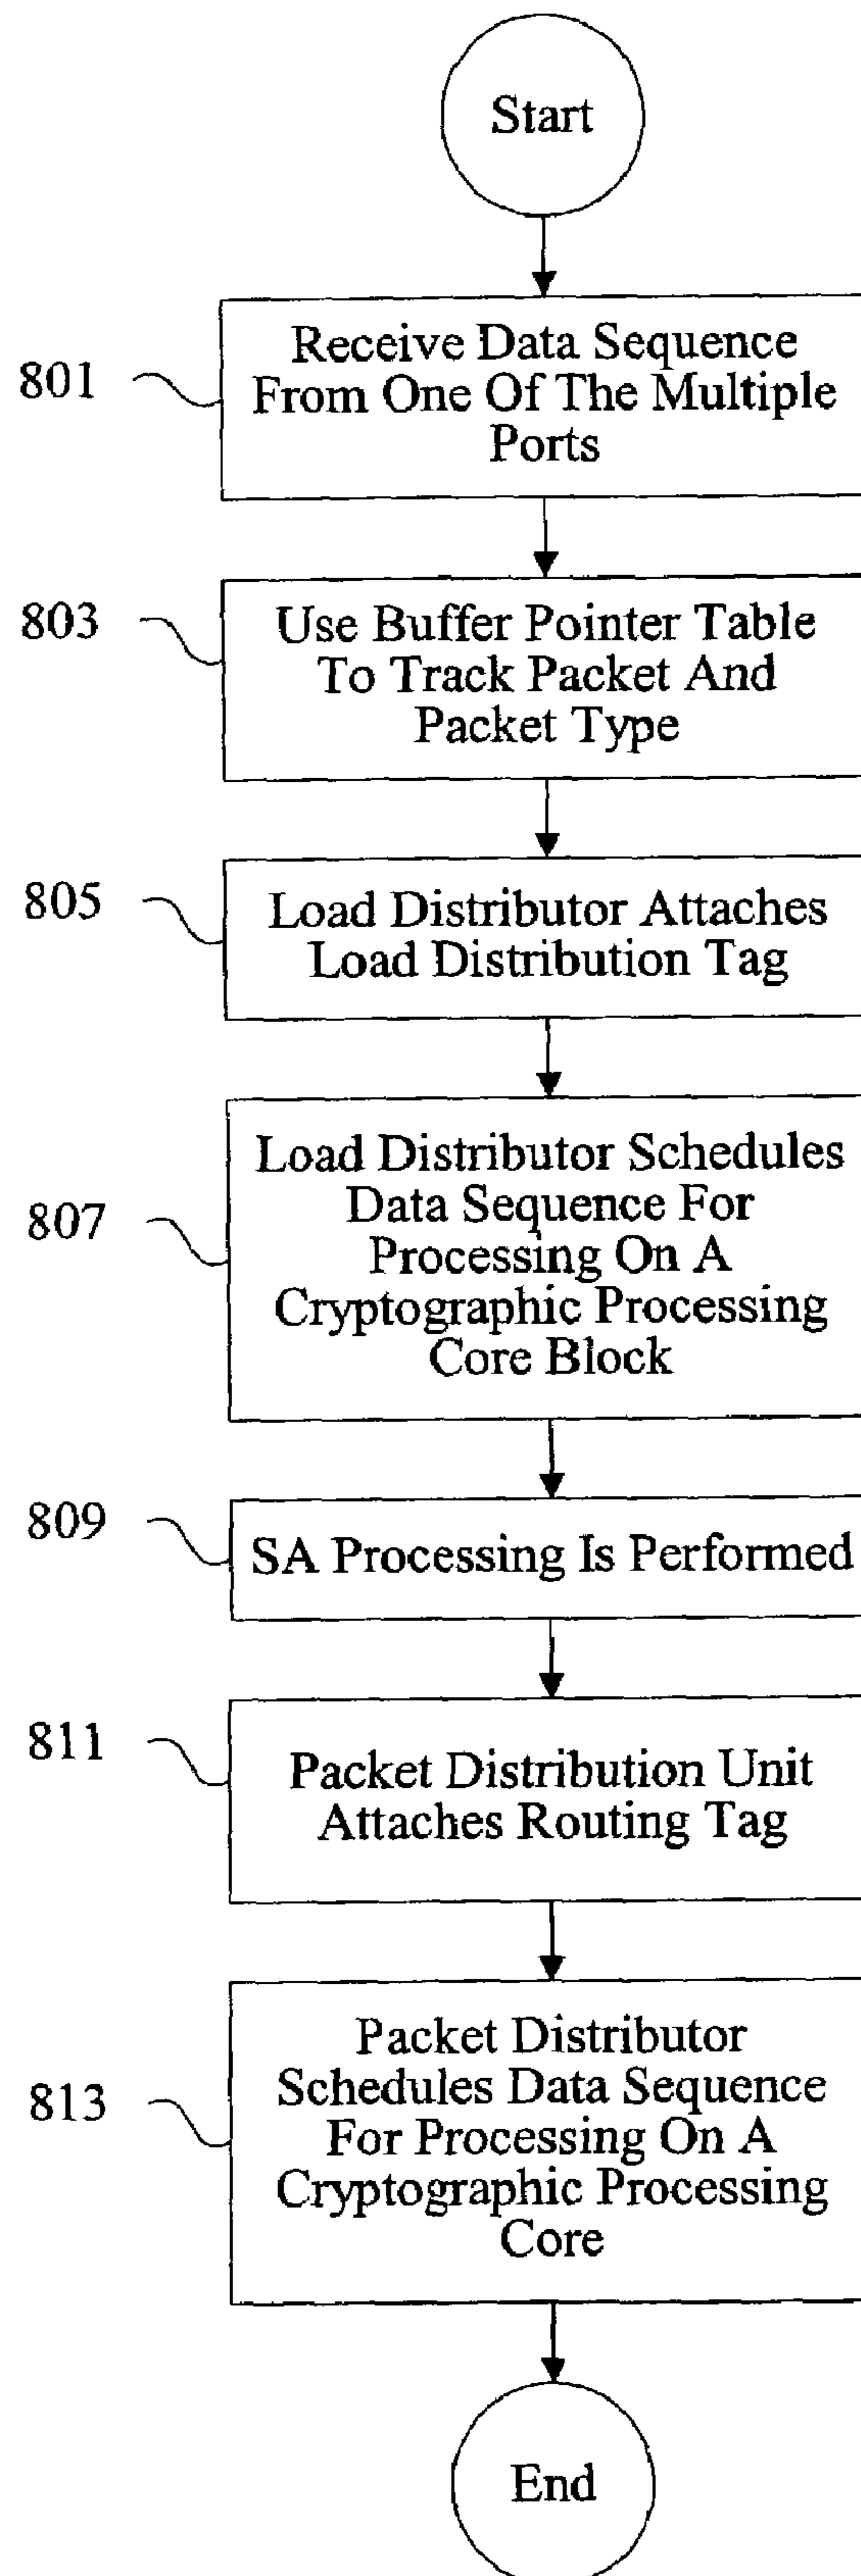 Start
801
Receive Data Sequence
From One Of The Multiple
Ports
803
Use Buffer Pointer Table
To Track Packet And
Packet Type
805
Load Distributor Attaches
Load Distribution Tag
807
Load Distributor Schedules
Data Sequence For
Processing On A
Cryptographic Processing
Core Block
809
SA Processing Is Performed
811
Packet Distribution Unit
Attaches Routing Tag
813
Packet Distributor
Schedules Data Sequence
For Processing On A
Cryptographic Processing
Core
End